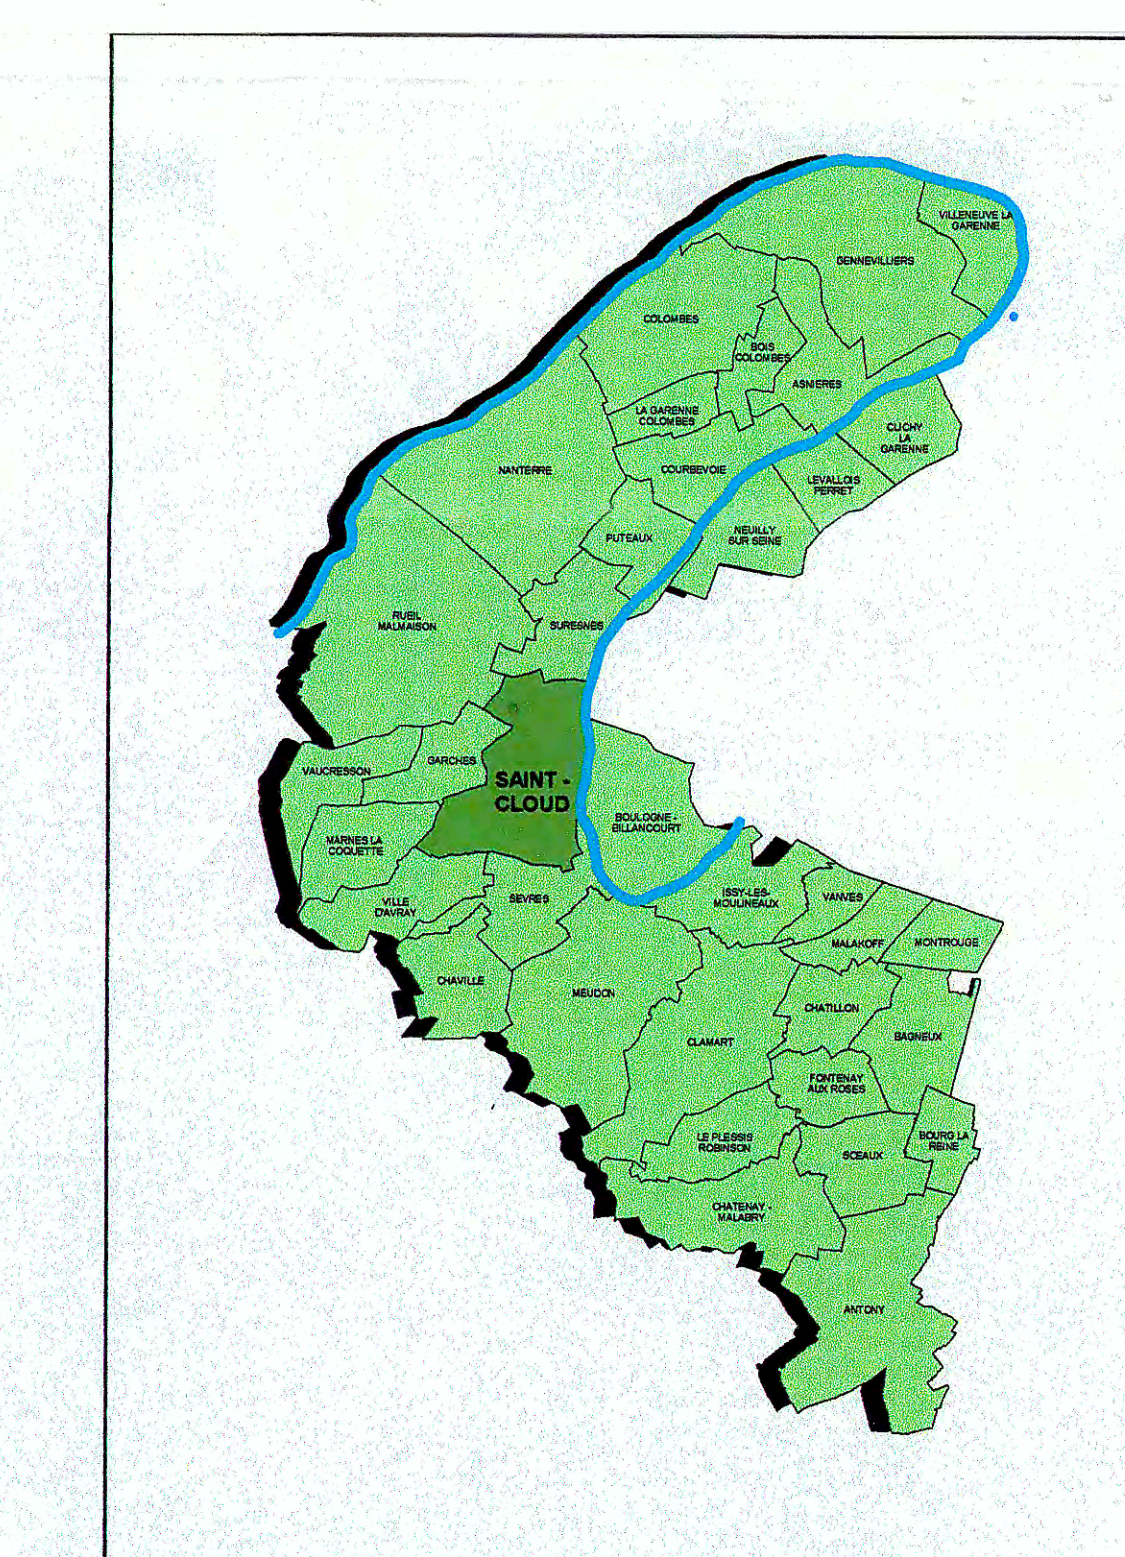 VILLENEUVE LA
GARENNE
GENNEVILLIERS
COLOMBES
BOIS
COLOMBES
ASNIERES
LA GARENNE
COLOMBES
CLICHY
LA
GARENNE
COURBEVOIE
NANTERRE
LEVALLOIS
PERRET
PUTEAUX
NEUILLY
SUR SEINE
RUEIL
MALMAISON
SURESNES
GARCHES
VAUCRESSON
SAINT -
CLOUD
BOULOGNE -
BILLANCOURT
MARNES LA
COQUETTE
VILLE
D'AVRAY
SEVRES
ISSY-LES-
MOULINEAUX
VANVES
MALAKOFF
MONTROUGE
CHAVILLE
MEUDON
CHATILLON
BAGNEUX
CLAMART
FONTENAY
AUX ROSES
LE PLESSIS
ROBINSON
SCEAUX
BOURG LA
REINE
CHATENAY -
MALABRY
ANTONY